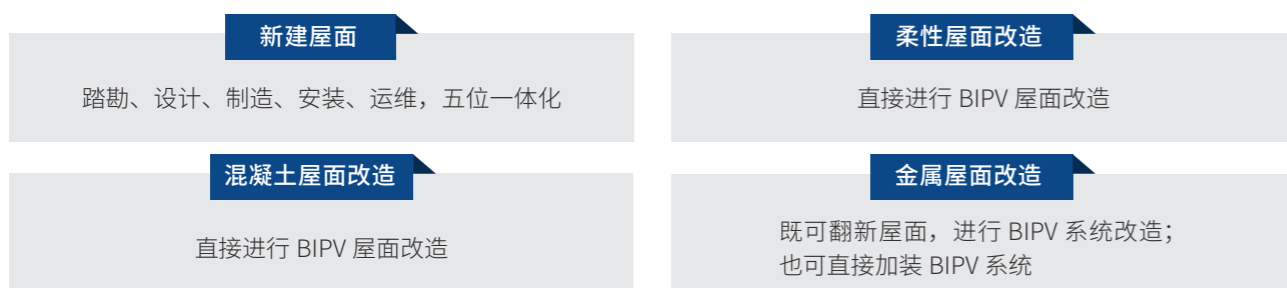 新建屋面
踏勘、设计、制造、安装、运维，五位一体化
柔性屋面改造
直接进行 BIPV 屋面改造
混凝土屋面改造
直接进行 BIPV 屋面改造
金属屋面改造
既可翻新屋面，进行 BIPV 系统改造；
也可直接加装 BIPV 系统